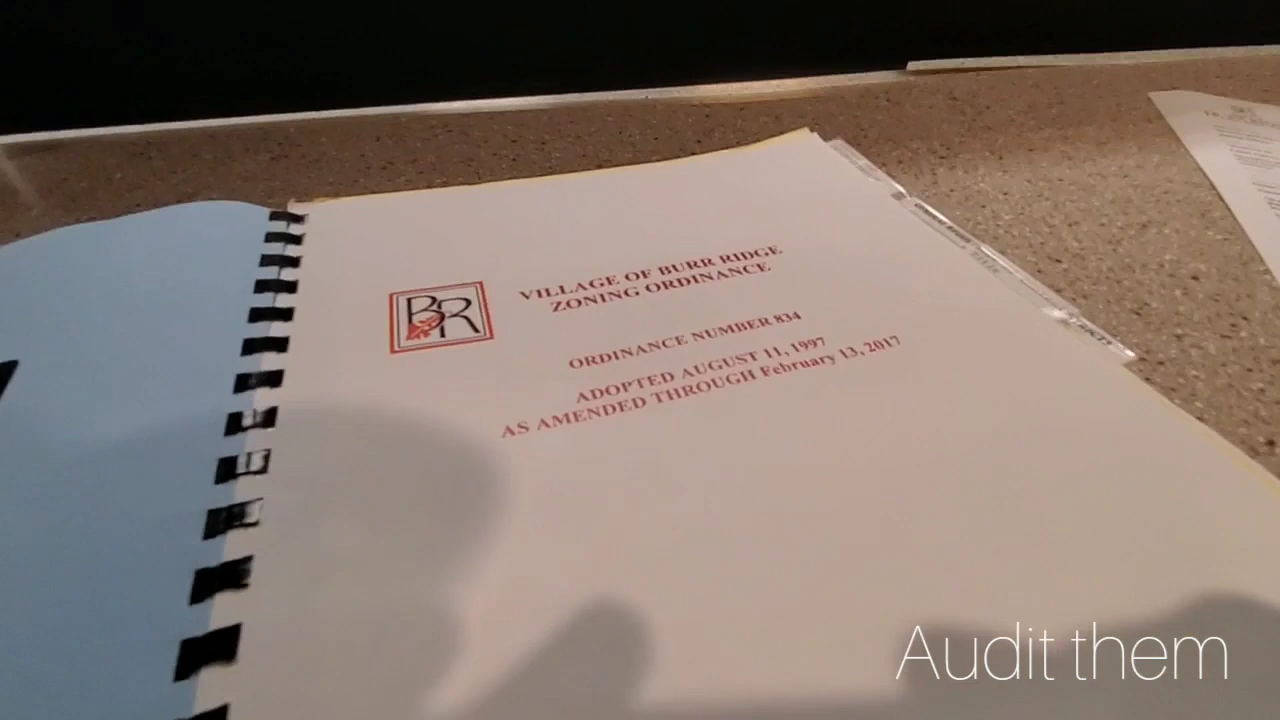 BR
VILLAGE OF BURR RIDGE
ZONING ORDINANCE
ORDINANCE NUMBER 834
ADOPTED AUGUST 11, 1997
AS AMENDED THROUGH February 13, 2017
Audit them